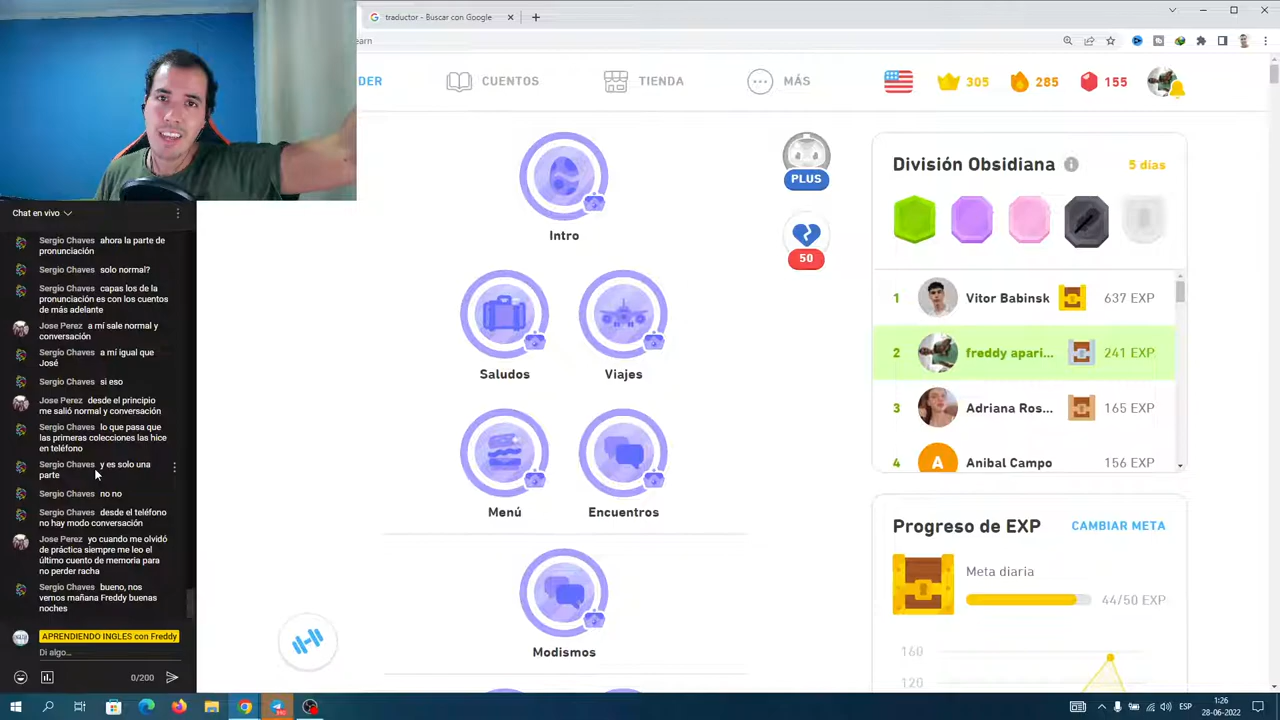 traductor - Buscar con Google
earn
DER
CUENTOS
TIENDA
MÁS
305
285
155
Chat en vivo
Sergio Chaves ahora la parte de
pronunciación
Sergio Chaves solo normal?
Sergio Chaves capas los de la
pronunciación es con los cuentos
de más adelante
Jose Perez a mí sale normal y
conversación
Sergio Chaves a mí igual que
José
Sergio Chaves si eso
Jose Perez desde el principio
me salió normal y conversación
Sergio Chaves lo que pasa que
las primeras colecciones las hice
en teléfono
Sergio Chaves y es solo una
parte
Sergio Chaves no no
Sergio Chaves desde el teléfono
no hay modo conversación
Jose Perez yo cuando me olvidó
de práctica siempre me leo el
último cuento de memoria para
no perder racha
Sergio Chaves bueno, nos
vemos mañana Freddy buenas
noches
APRENDIENDO INGLES con Freddy
Di algo...
0/200
Intro
Saludos
Viajes
Menú
Encuentros
Modismos
PLUS
50
División Obsidiana
5 días
1 Vitor Babinsk 637 EXP
2 freddy apari... 241 EXP
3 Adriana Ros... 165 EXP
4 A Anibal Campo 156 EXP
Progreso de EXP
CAMBIAR META
Meta diaria
44/50 EXP
160
120
ESP
1:26
28-06-2022